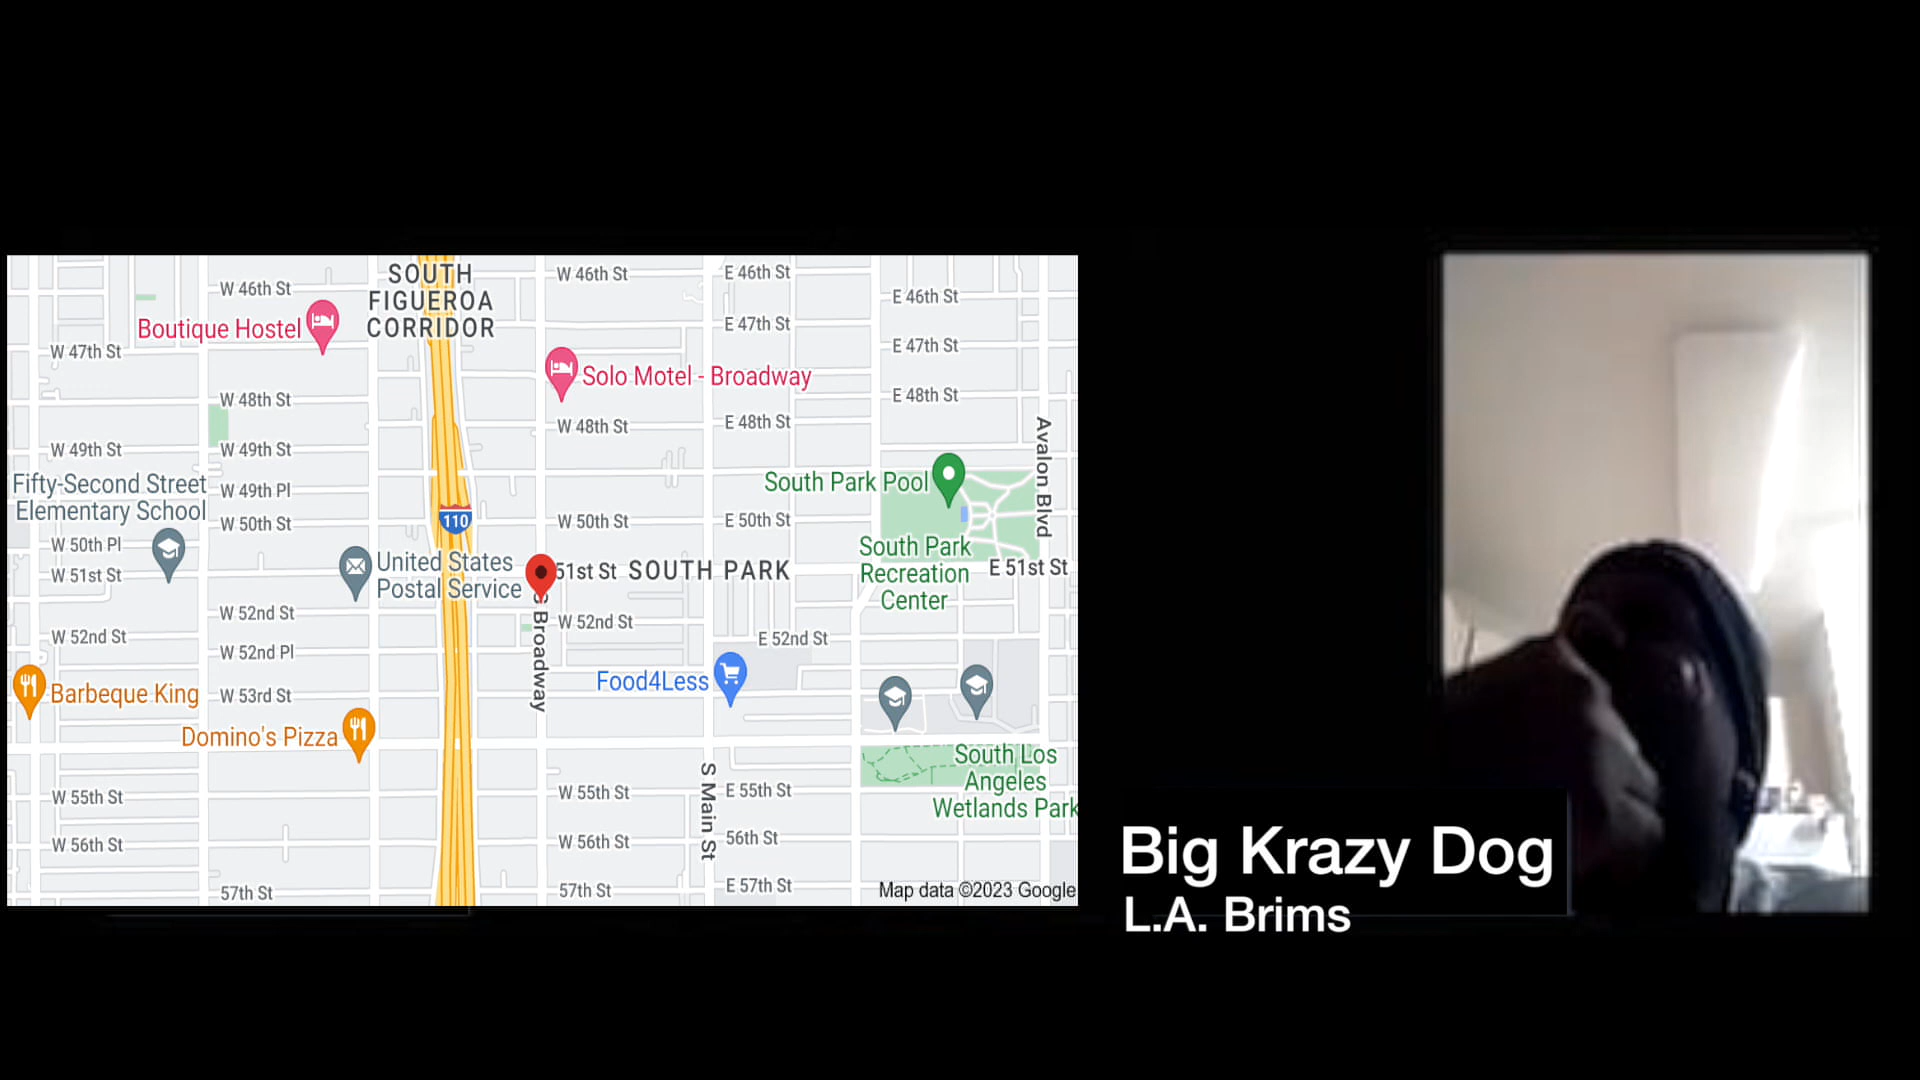 SOUTH
FIGUEROA
CORRIDOR
W 46th St
W 46th St
E 46th St
E 46th St
Boutique Hostel
E 47th St
W 47th St
E 47th St
Solo Motel - Broadway
W 48th St
E 48th St
W 48th St
E 48th St
Avalon Blvd
W 49th St
W 49th St
Fifty-Second Street
Elementary School
South Park Pool
W 49th Pl
W 50th St
110
W 50th St
E 50th St
W 50th Pl
South Park
Recreation
Center
United States
Postal Service
W 51st St
51st St
SOUTH PARK
E 51st St
W 52nd St
W 52nd St
S Broadway
W 52nd St
E 52nd St
W 52nd Pl
Food4Less
Barbeque King
W 53rd St
Domino's Pizza
South Los
Angeles
Wetlands Park
S Main St
W 55th St
W 55th St
E 55th St
W 56th St
W 56th St
56th St
57th St
57th St
E 57th St
Map data ©2023 Google
Big Krazy Dog
L.A. Brims